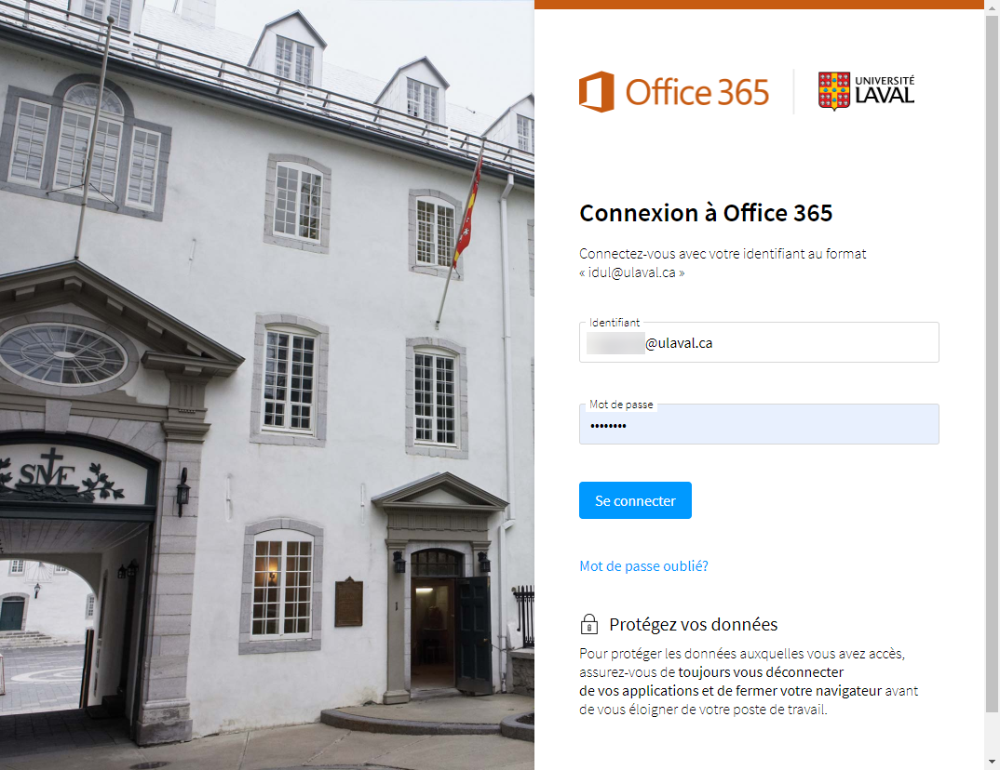 Office 365
UNIVERSITÉ
LAVAL
Connexion à Office 365
Connectez-vous avec votre identifiant au format
« idul@ulaval.ca »
Identifiant
@ulaval.ca
Mot de passe
••••••••
Se connecter
Mot de passe oublié?
Protégez vos données
Pour protéger les données auxquelles vous avez accès,
assurez-vous de toujours vous déconnecter
de vos applications et de fermer votre navigateur avant
de vous éloigner de votre poste de travail.
SME
1